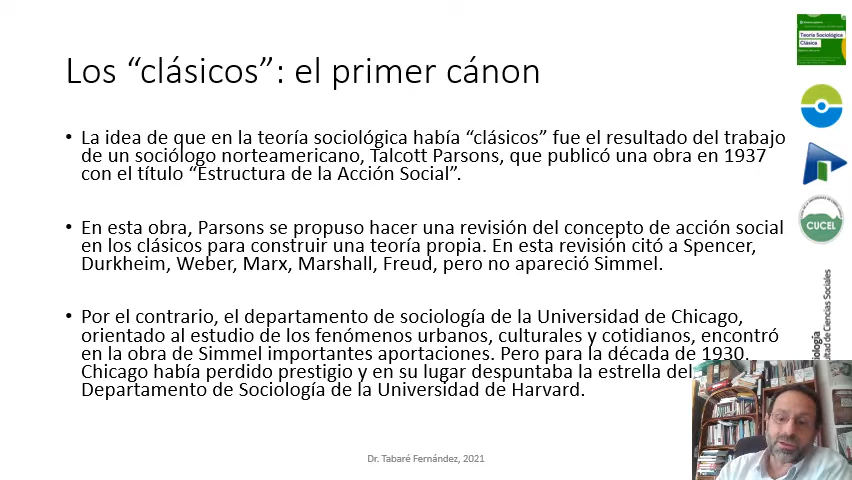 Teoría Sociológica
Clásica
Los “clásicos”: el primer cánon
• La idea de que en la teoría sociológica había “clásicos” fue el resultado del trabajo
de un sociólogo norteamericano, Talcott Parsons, que publicó una obra en 1937
con el título “Estructura de la Acción Social”.
• En esta obra, Parsons se propuso hacer una revisión del concepto de acción social
en los clásicos para construir una teoría propia. En esta revisión citó a Spencer,
Durkheim, Weber, Marx, Marshall, Freud, pero no apareció Simmel.
• Por el contrario, el departamento de sociología de la Universidad de Chicago,
orientado al estudio de los fenómenos urbanos, culturales y cotidianos, encontró
en la obra de Simmel importantes aportaciones. Pero para la década de 1930,
Chicago había perdido prestigio y en su lugar despuntaba la estrella del
Departamento de Sociología de la Universidad de Harvard.
CUCEL
de Ciencias Sociales
Dr. Tabaré Fernández, 2021